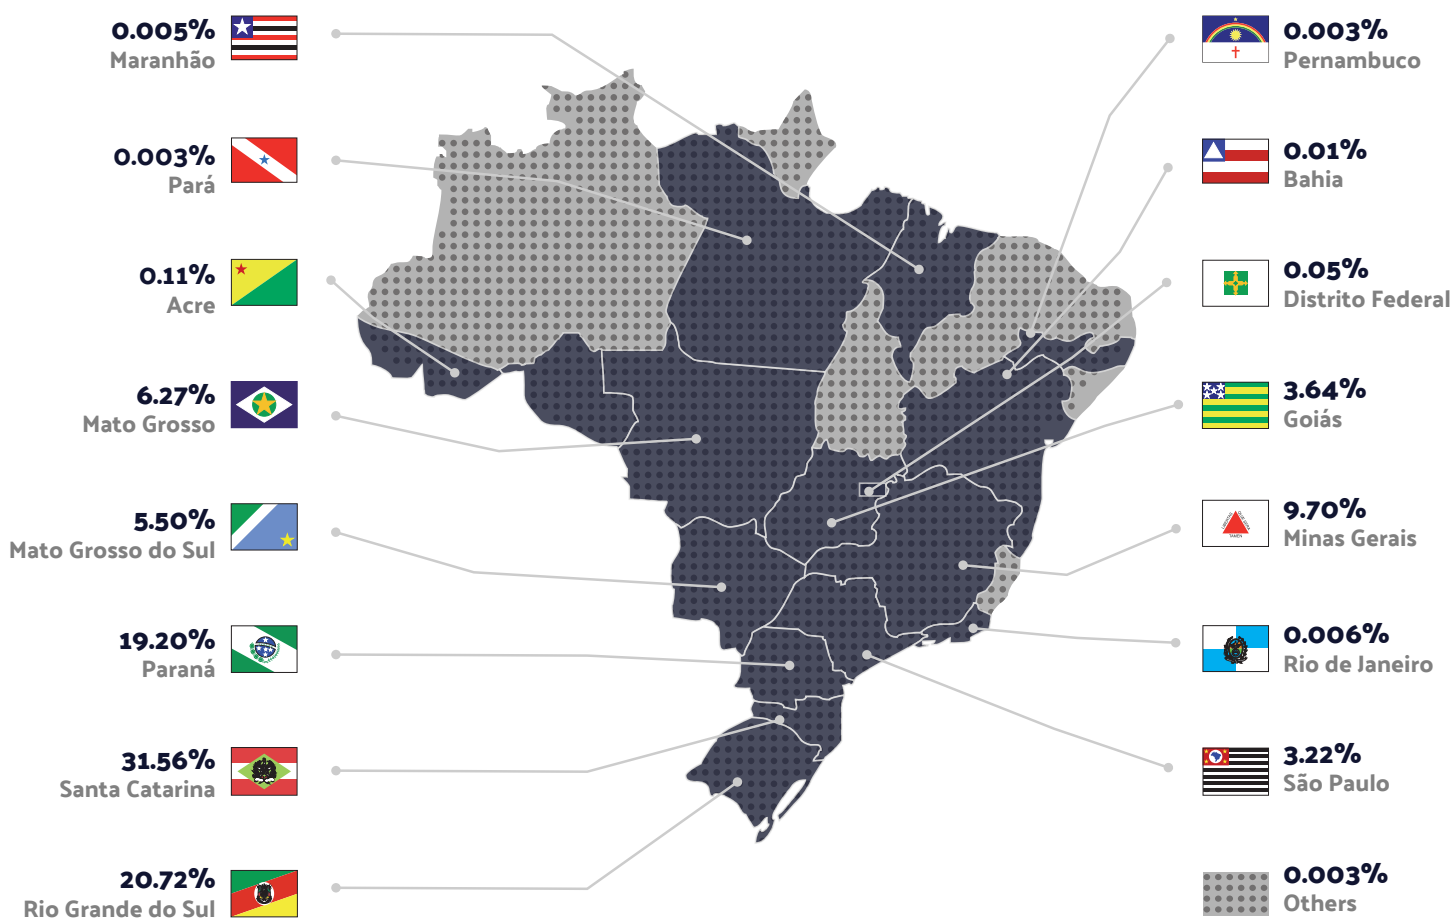 0.005%
Maranhão
0.003%
Pará
0.11%
Acre
6.27%
Mato Grosso
5.50%
Mato Grosso do Sul
19.20%
Paraná
31.56%
Santa Catarina
20.72%
Rio Grande do Sul
0.003%
Pernambuco
0.01%
Bahia
0.05%
Distrito Federal
3.64%
Goiás
9.70%
Minas Gerais
0.006%
Rio de Janeiro
3.22%
São Paulo
0.003%
Others